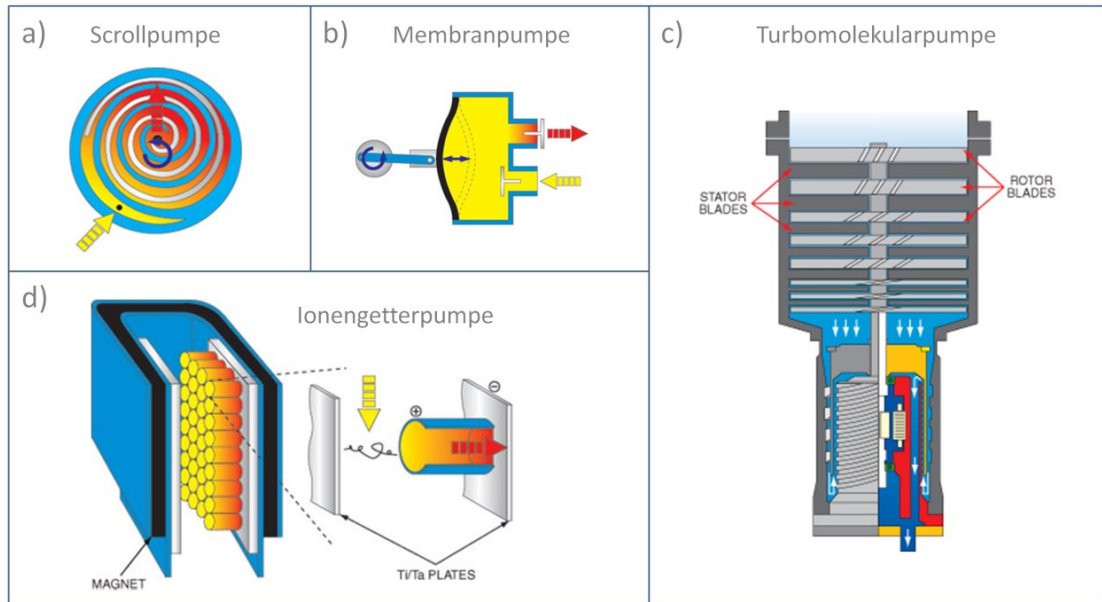 a) Scrollpumpe
b) Membranpumpe
c) Turbomolekularpumpe
STATOR
BLADES
ROTOR
BLADES
d) Ionengetterpumpe
⊖
⊕
MAGNET
Ti/Ta PLATES